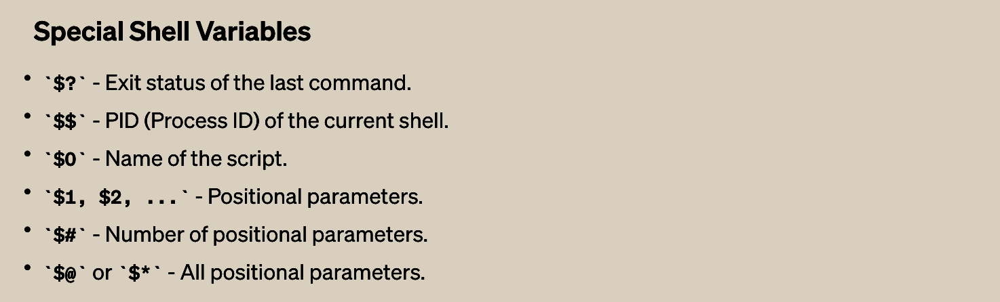 Special Shell Variables
• `$?` - Exit status of the last command.
• `$$` - PID (Process ID) of the current shell.
• `$0` - Name of the script.
• `$1, $2, ...` - Positional parameters.
• `$#` - Number of positional parameters.
• `$@` or `$*` - All positional parameters.